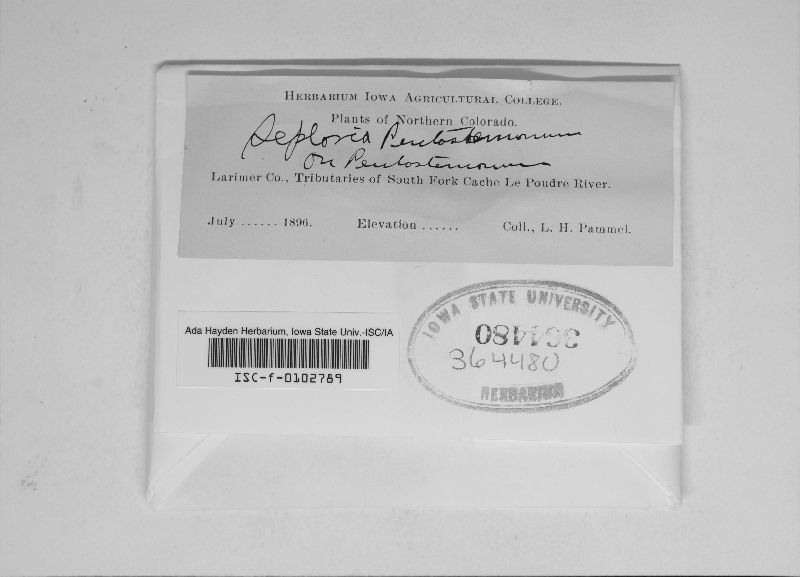 HERBARIUM IOWA AGRICULTURAL COLLEGE.
Plants of Northern Colorado.
Septoria Pentostemonum
on Pentostemonum
Larimer Co., Tributaries of South Fork Cache Le Poudre River.
July ...... 1896. Elevation ...... Coll., L. H. Pammel.
Ada Hayden Herbarium, Iowa State Univ.-ISC/IA
ISC-f-0102789
IOWA STATE UNIVERSITY
364480
364480
HERBARIUM